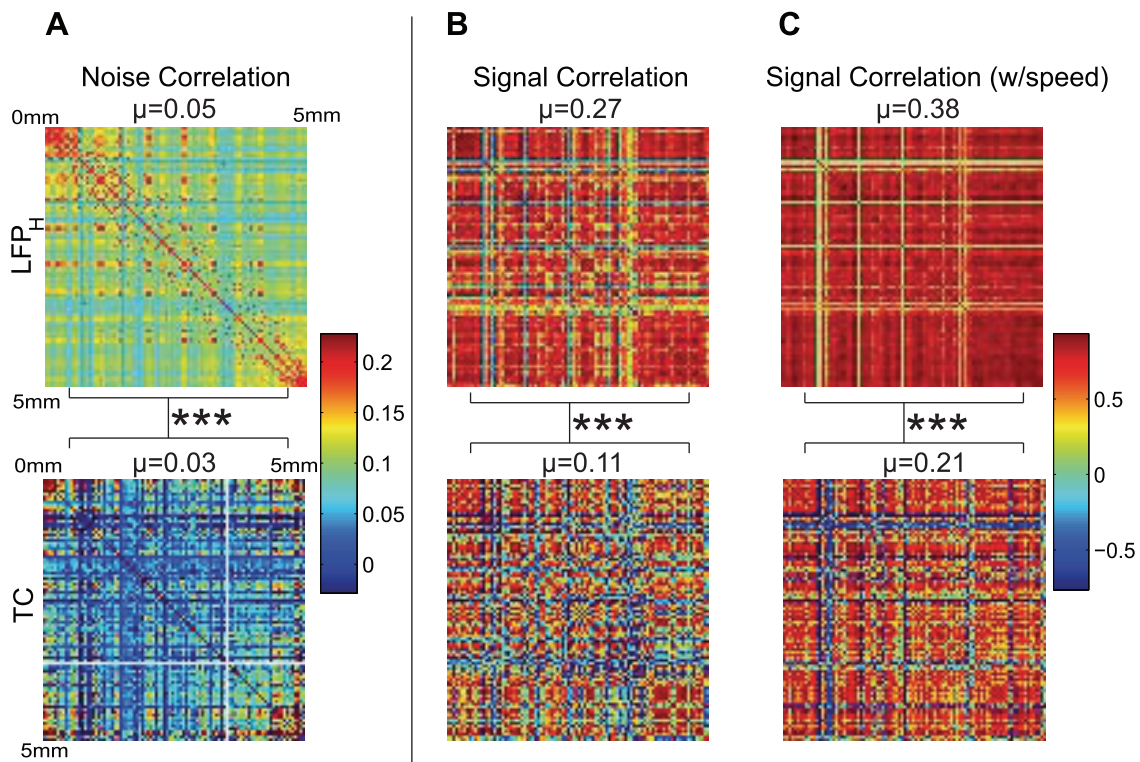 A
B
C
Noise Correlation
Signal Correlation
Signal Correlation (w/speed)
0mm
μ=0.05
5mm
μ=0.27
μ=0.38
LFPH
5mm
***
***
***
0.2
0.15
0.1
0.05
0
0.5
0
−0.5
0mm
μ=0.03
5mm
μ=0.11
μ=0.21
TC
5mm